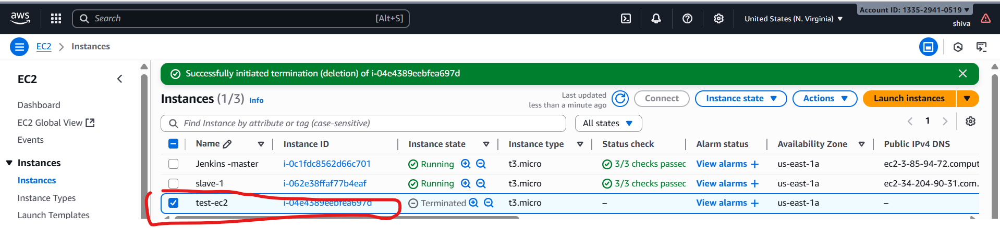 aws Search [Alt+S] United States (N. Virginia) Account ID: 1335-2941-0519
shiva
EC2 Instances
EC2
Dashboard
EC2 Global View
Events
Instances
Instances
Instance Types
Launch Templates
Successfully initiated termination (deletion) of i-04e4389eebfea697d
Instances (1/3) Info
Last updated
less than a minute ago
Connect Instance state Actions Launch instances
Find Instance by attribute or tag (case-sensitive) All states 1
Name Instance ID Instance state Instance type Status check Alarm status Availability Zone Public IPv4 DNS
Jenkins -master i-0c1fdc8562d66c701 Running t3.micro 3/3 checks passed View alarms + us-east-1a ec2-3-85-94-72.comput
slave-1 i-062e38ffaf77b4eaf Running t3.micro 3/3 checks passed View alarms + us-east-1a ec2-34-204-90-31.com.
test-ec2 i-04e4389eebfea697d Terminated t3.micro – View alarms + us-east-1a –